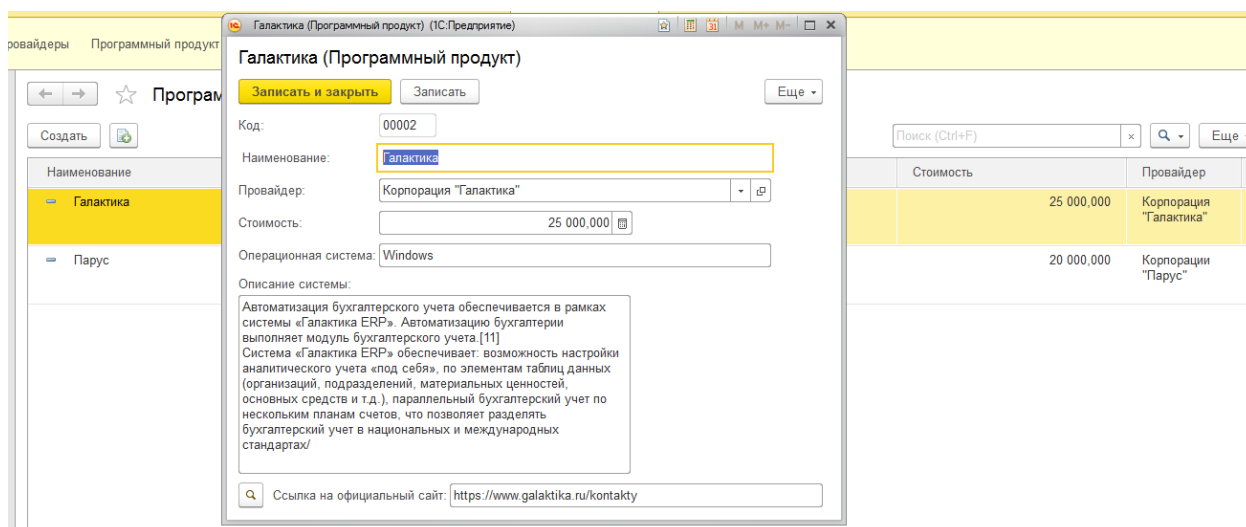 Галактика (Программный продукт) (1С:Предприятие)
M M+ M-
ровайдеры Программный продукт
Галактика (Программный продукт)
Програм
Записать и закрыть Записать Еще
Создать
Код: 00002
Поиск (Ctrl+F) × Еще
Наименование: Галактика
Наименование Стоимость Провайдер
Провайдер: Корпорация "Галактика"
Галактика 25 000,000 Корпорация
"Галактика"
Стоимость: 25 000,000
Операционная система: Windows
Парус 20 000,000 Корпорации
"Парус"
Описание системы:
Автоматизация бухгалтерского учета обеспечивается в рамках
системы «Галактика ERP». Автоматизацию бухгалтерии
выполняет модуль бухгалтерского учета.[11]
Система «Галактика ERP» обеспечивает: возможность настройки
аналитического учета «под себя», по элементам таблиц данных
(организаций, подразделений, материальных ценностей,
основных средств и т.д.), параллельный бухгалтерский учет по
нескольким планам счетов, что позволяет разделять
бухгалтерский учет в национальных и международных
стандартах/
Ссылка на официальный сайт: https://www.galaktika.ru/kontakty